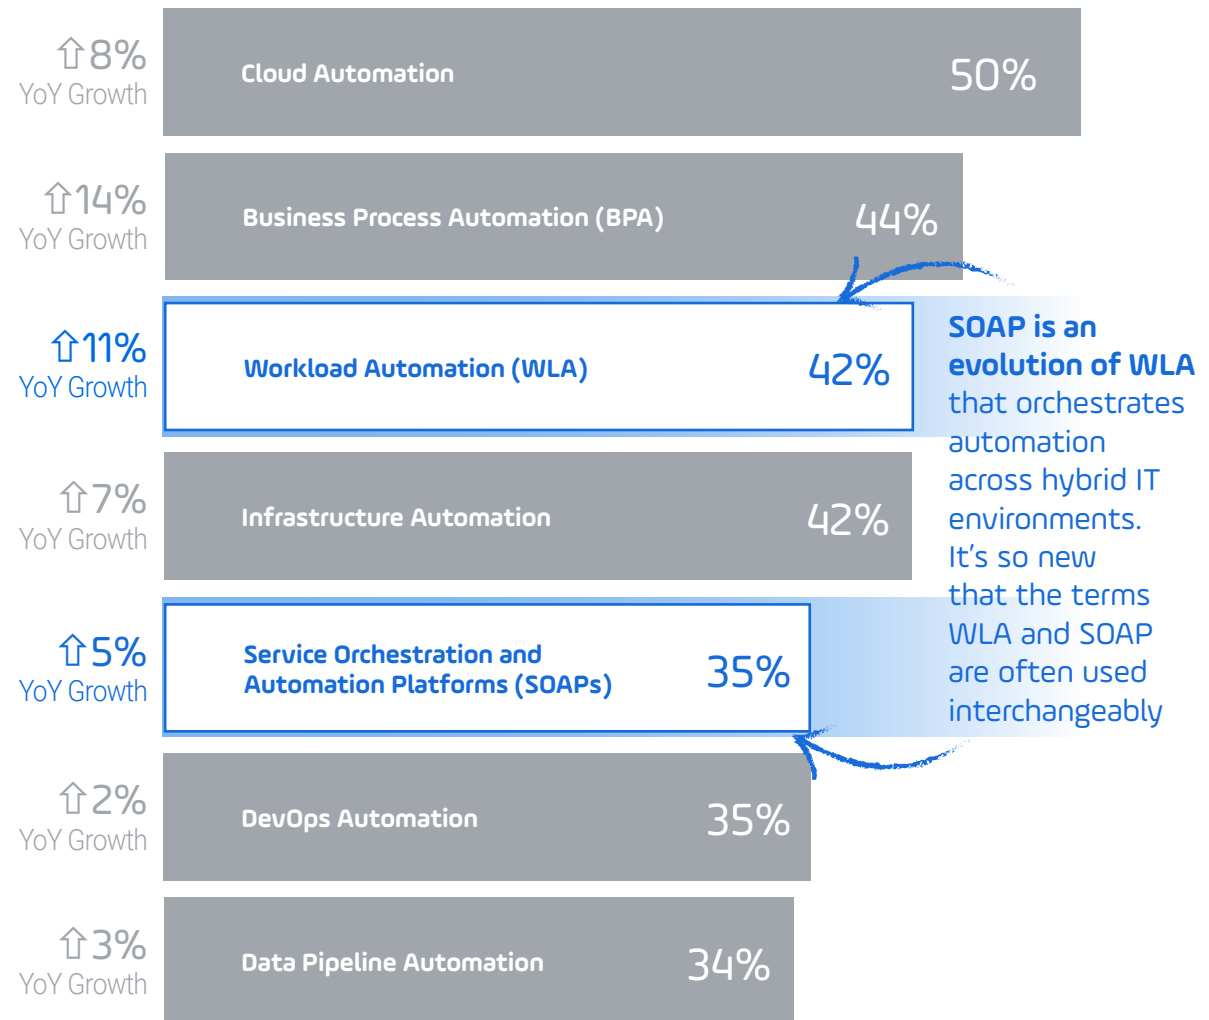 ⇧8%
YoY Growth
Cloud Automation
50%
⇧14%
YoY Growth
Business Process Automation (BPA)
44%
⇧11%
YoY Growth
Workload Automation (WLA)
42%
⇧7%
YoY Growth
Infrastructure Automation
42%
⇧5%
YoY Growth
Service Orchestration and
Automation Platforms (SOAPs)
35%
⇧2%
YoY Growth
DevOps Automation
35%
⇧3%
YoY Growth
Data Pipeline Automation
34%
SOAP is an
evolution of WLA
that orchestrates
automation
across hybrid IT
environments.
It's so new
that the terms
WLA and SOAP
are often used
interchangeably